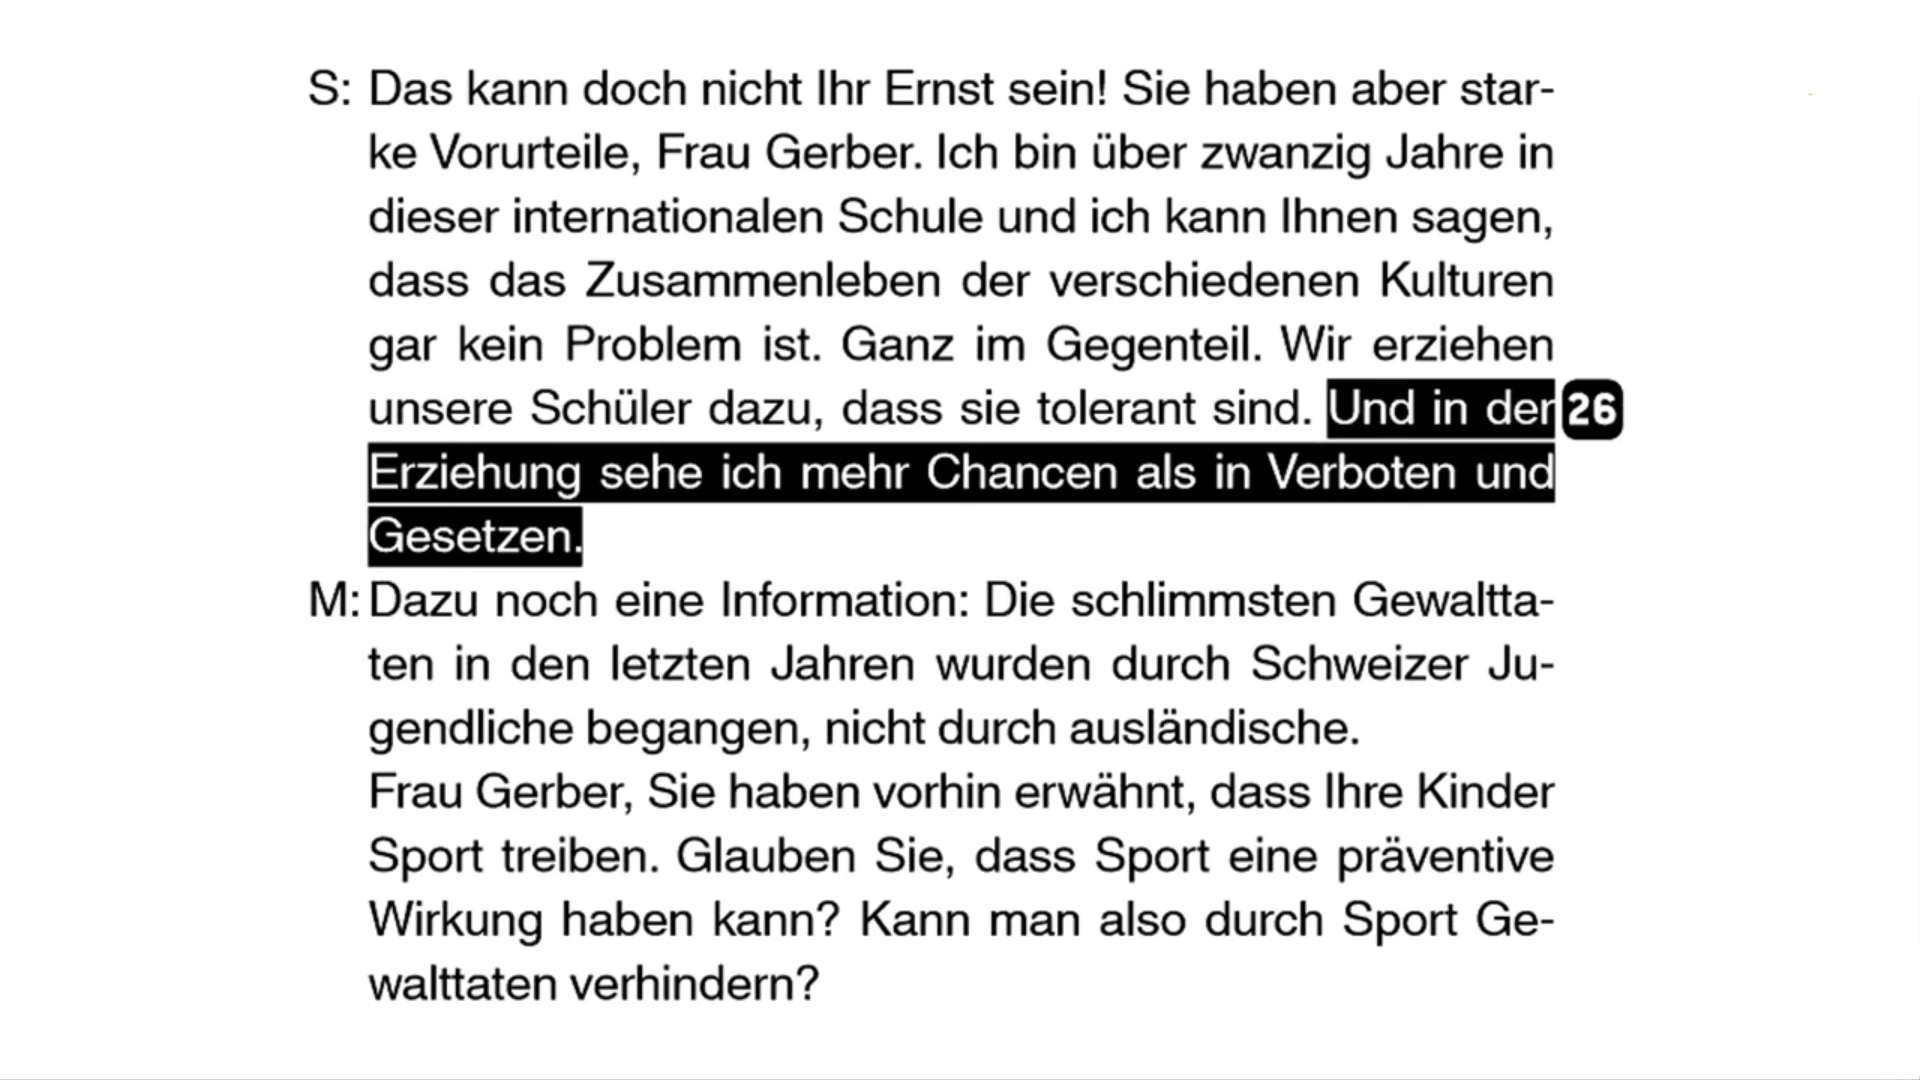 S: Das kann doch nicht Ihr Ernst sein! Sie haben aber star-
ke Vorurteile, Frau Gerber. Ich bin über zwanzig Jahre in
dieser internationalen Schule und ich kann Ihnen sagen,
dass das Zusammenleben der verschiedenen Kulturen
gar kein Problem ist. Ganz im Gegenteil. Wir erziehen
unsere Schüler dazu, dass sie tolerant sind. Und in der 26
Erziehung sehe ich mehr Chancen als in Verboten und
Gesetzen.
M: Dazu noch eine Information: Die schlimmsten Gewaltta-
ten in den letzten Jahren wurden durch Schweizer Ju-
gendliche begangen, nicht durch ausländische.
Frau Gerber, Sie haben vorhin erwähnt, dass Ihre Kinder
Sport treiben. Glauben Sie, dass Sport eine präventive
Wirkung haben kann? Kann man also durch Sport Ge-
walttaten verhindern?